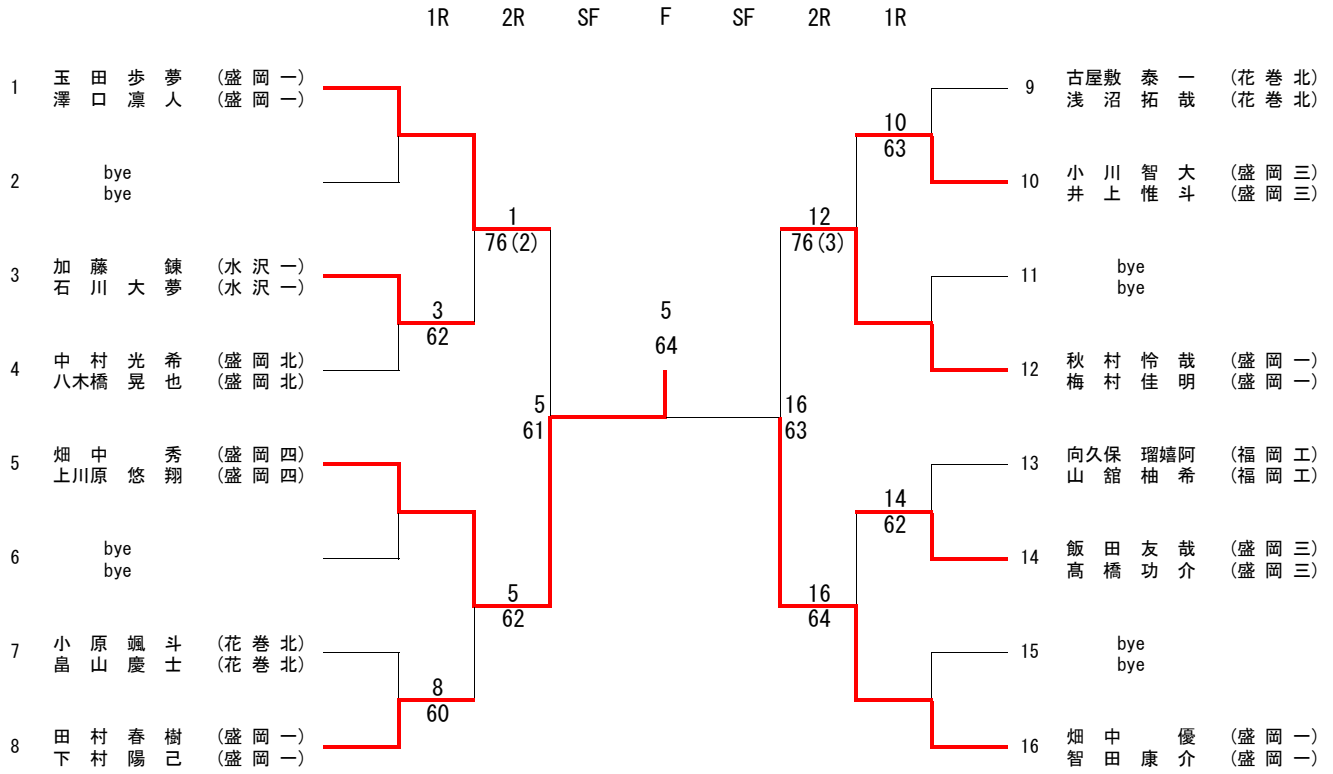 1R 2R SF F SF 2R 1R
1 玉田歩夢 (盛岡一)
澤口凛人 (盛岡一)
2 bye
bye
3 加藤錬 (水沢一)
石川大夢 (水沢一)
4 中村光希 (盛岡北)
八木橋晃也 (盛岡北)
5 畑中秀 (盛岡四)
上川原悠翔 (盛岡四)
6 bye
bye
7 小原颯斗 (花巻北)
畠山慶士 (花巻北)
8 田村春樹 (盛岡一)
下村陽己 (盛岡一)
3
62
8
60
1
76(2)
5
62
5
61
5
64
16
63
12
76(3)
16
64
10
63
14
62
9 古屋敷泰一 (花巻北)
浅沼拓哉 (花巻北)
10 小川智大 (盛岡三)
井上惟斗 (盛岡三)
11 bye
bye
12 秋村怜哉 (盛岡一)
梅村佳明 (盛岡一)
13 向久保瑠嬉阿 (福岡工)
山舘柚希 (福岡工)
14 飯田友哉 (盛岡三)
髙橋功介 (盛岡三)
15 bye
bye
16 畑中優 (盛岡一)
智田康介 (盛岡一)